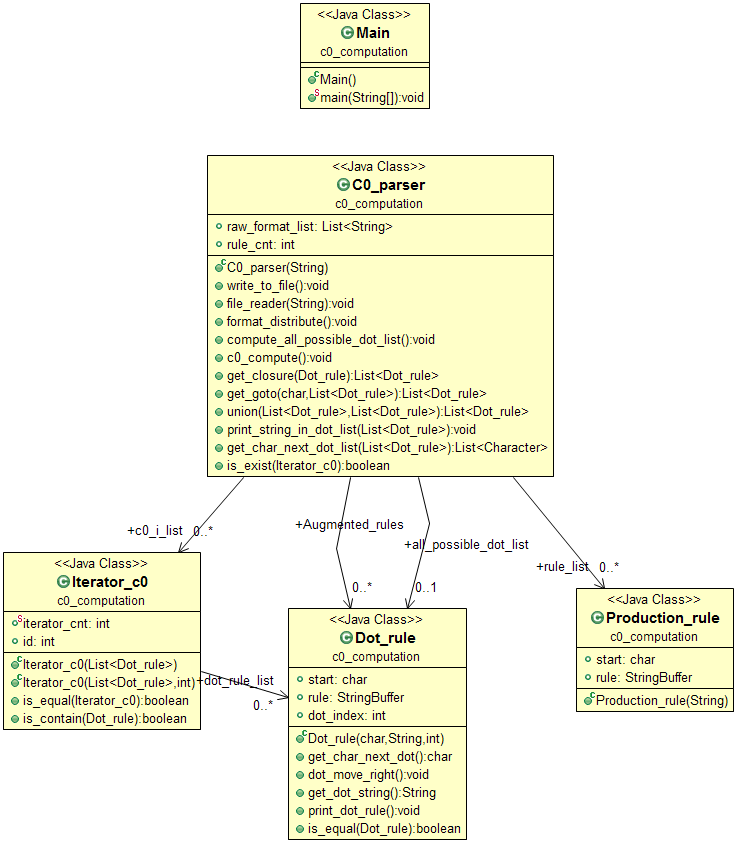 <<Java Class>>
Main
c0_computation
Main()
main(String[]):void
<<Java Class>>
C0_parser
c0_computation
raw_format_list: List<String>
rule_cnt: int
C0_parser(String)
write_to_file():void
file_reader(String):void
format_distribute():void
compute_all_possible_dot_list():void
c0_compute():void
get_closure(Dot_rule):List<Dot_rule>
get_goto(char,List<Dot_rule>):List<Dot_rule>
union(List<Dot_rule>,List<Dot_rule>):List<Dot_rule>
print_string_in_dot_list(List<Dot_rule>):void
get_char_next_dot_list(List<Dot_rule>):List<Character>
is_exist(Iterator_c0):boolean
+c0_i_list 0..*
+Augmented_rules
0..*
+all_possible_dot_list
0..1
+rule_list 0..*
<<Java Class>>
Iterator_c0
c0_computation
iterator_cnt: int
id: int
Iterator_c0(List<Dot_rule>)
Iterator_c0(List<Dot_rule>,int)
is_equal(Iterator_c0):boolean
is_contain(Dot_rule):boolean
+dot_rule_list
0..*
<<Java Class>>
Dot_rule
c0_computation
start: char
rule: StringBuffer
dot_index: int
Dot_rule(char,String,int)
get_char_next_dot():char
dot_move_right():void
get_dot_string():String
print_dot_rule():void
is_equal(Dot_rule):boolean
<<Java Class>>
Production_rule
c0_computation
start: char
rule: StringBuffer
Production_rule(String)